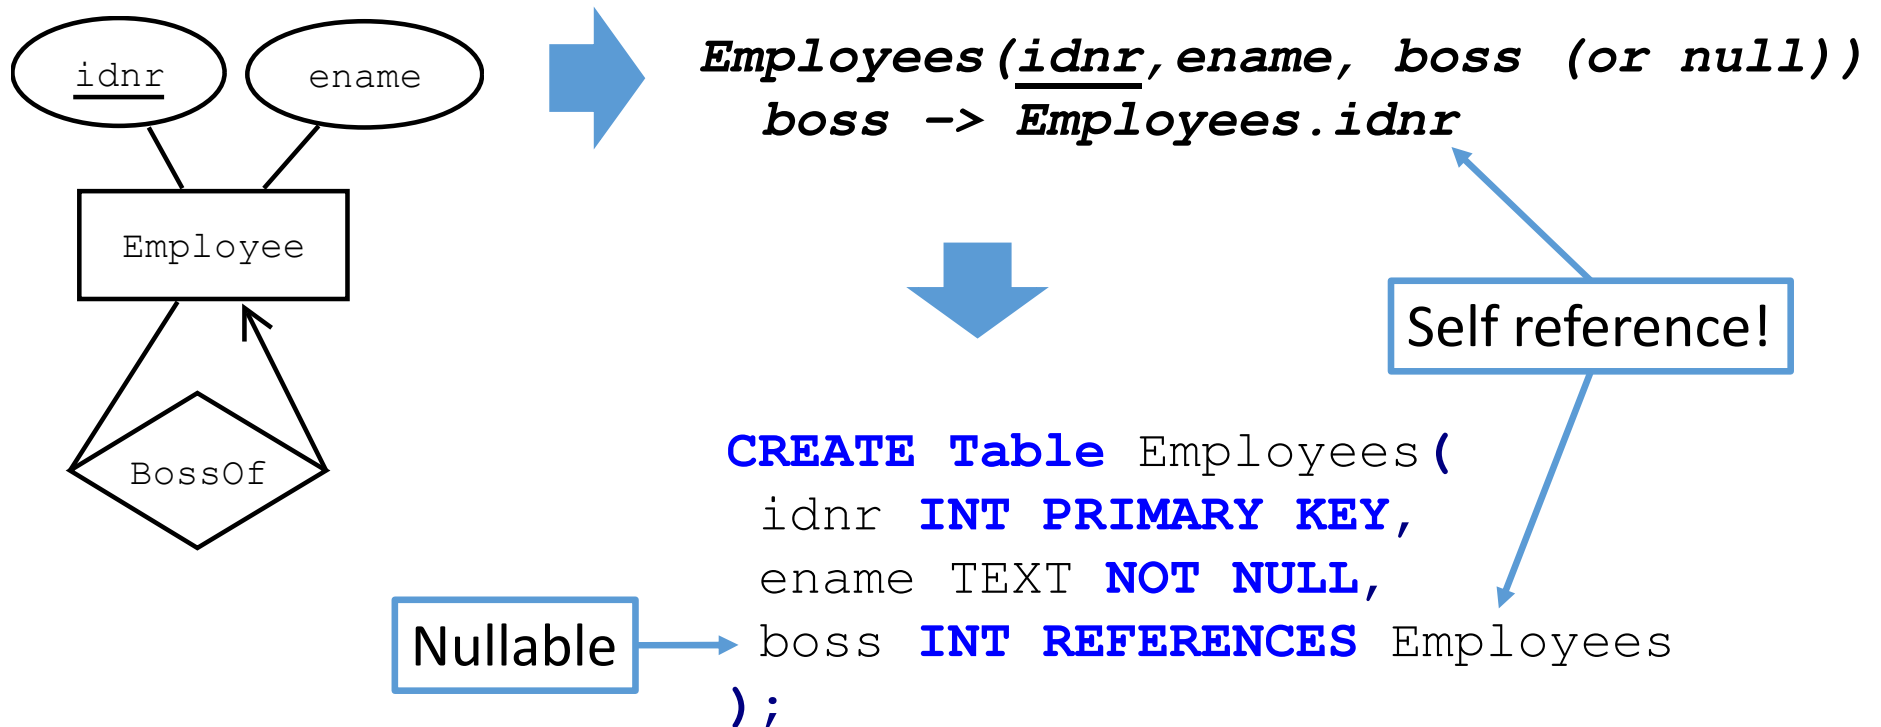 idnr
ename
Employee
BossOf
Employees(idnr,ename, boss (or null))
boss -> Employees.idnr
Self reference!
CREATE Table Employees(
idnr INT PRIMARY KEY,
ename TEXT NOT NULL,
boss INT REFERENCES Employees
);
Nullable